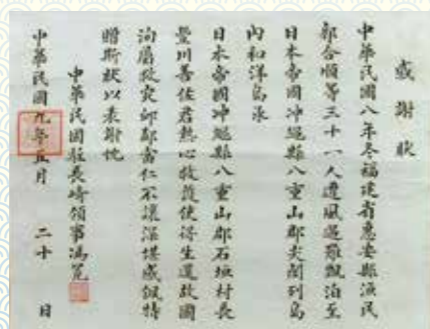 感謝狀
中華民國八年冬福建省惠安縣漁民
郭合順等三十一人遭風遇難飄泊至
日本帝國沖繩縣八重山郡尖閣列島
內和洋島承
日本帝國沖繩縣八重山郡石垣村長
豐川善佐君熱心救護使得生還故國
洵屬救災卹鄰當仁不讓深堪感佩特
贈斯狀以表謝忱
中華民國駐長崎領事馮冕
中華民國九年五月二十日